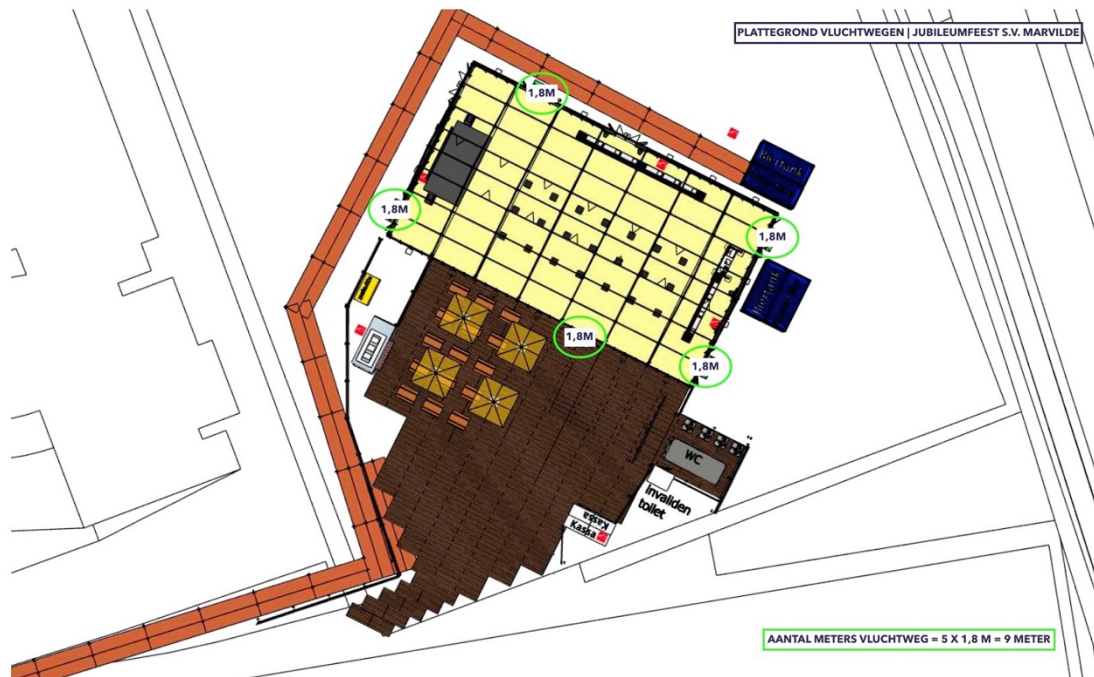 PLATTEGROND VLUCHTWEGEN | JUBILEUMFEEST S.V. MARVILDE
1,8M
Biertank
1,8M
1,8M
Biertank
1,8M
1,8M
WC
Invaliden
toilet
Kassa
Kassa
AANTAL METERS VLUCHTWEG = 5 X 1,8 M = 9 METER